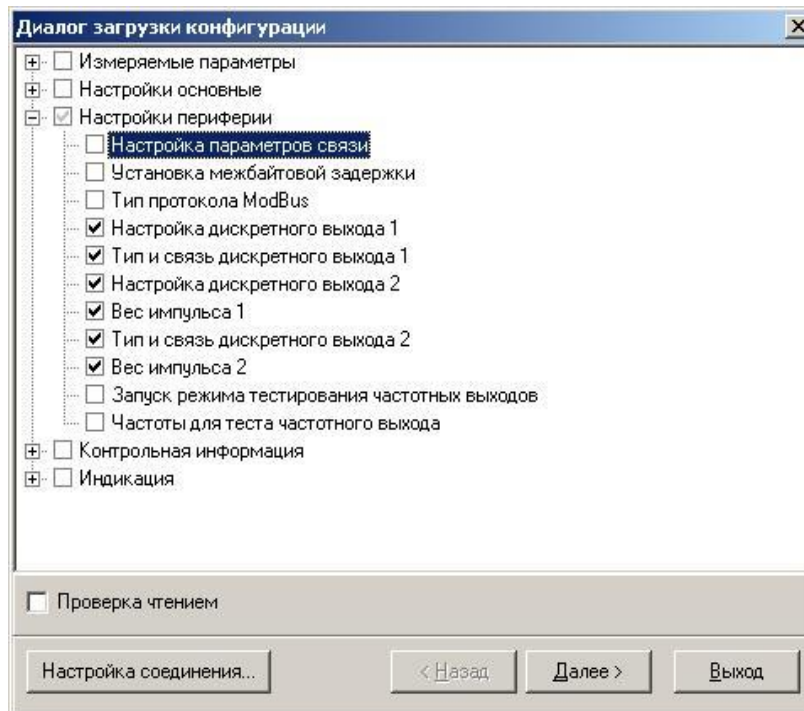 Диалог загрузки конфигурации
Измеряемые параметры
Настройки основные
Настройки периферии
Настройка параметров связи
Установка межбайтовой задержки
Тип протокола ModBus
Настройка дискретного выхода 1
Тип и связь дискретного выхода 1
Настройка дискретного выхода 2
Вес импульса 1
Тип и связь дискретного выхода 2
Вес импульса 2
Запуск режима тестирования частотных выходов
Частоты для теста частотного выхода
Контрольная информация
Индикация
Проверка чтением
Настройка соединения... < Назад Далее > Выход